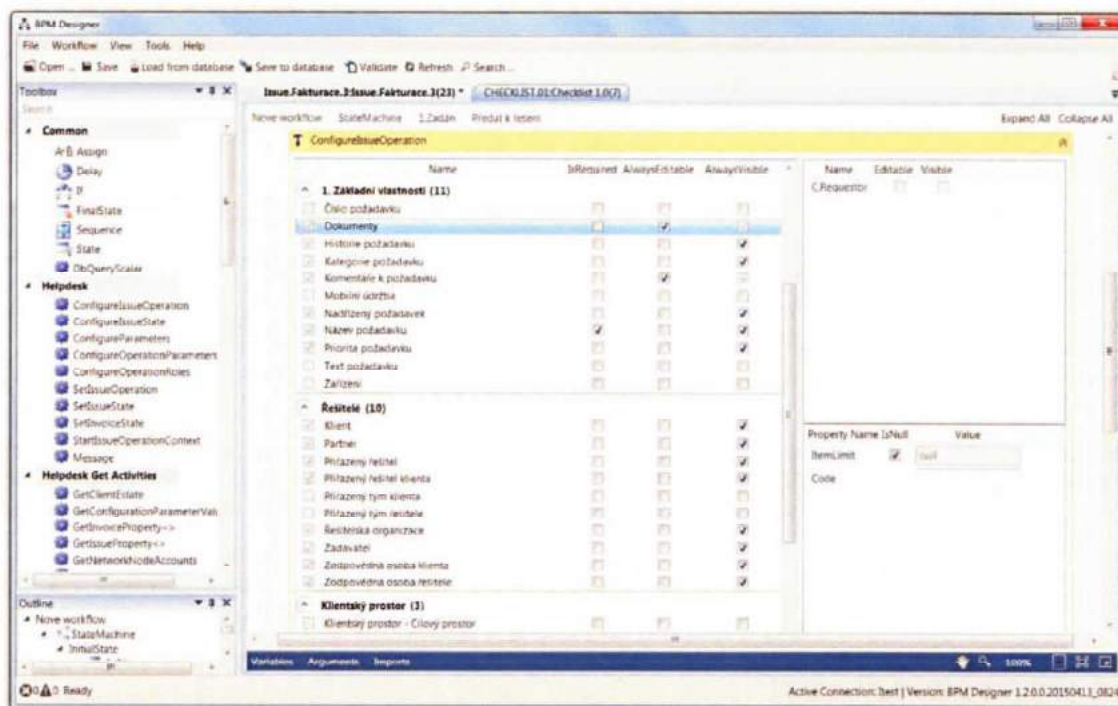 BPM Designer
File Workflow View Tools Help
Open ... Save Load from database Save to database Validate Refresh Search ...
Toolbox
Search
Common
A=B Assign
Delay
If
FinalState
Sequence
State
DbQueryScalar
Helpdesk
ConfigureIssueOperation
ConfigureIssueState
ConfigureParameters
ConfigureOperationParameters
ConfigureOperationRoles
SetIssueOperation
SetIssueState
SetInvoiceState
StartIssueOperationContext
Message
Helpdesk Get Activities
GetClientEstate
GetConfigurationParameterValu
GetInvoiceProperty<>
GetIssueProperty<>
GetNetworkNodeAccounts
Outline
Nove workflow
StateMachine
InitialState
Issue.Fakturace.3:Issue.Fakturace.3(23) * CHECKLIST.01:Checklist 1.0(7)
Nove workflow StateMachine 1.Zadán Predat k resení Expand All Collapse All
ConfigureIssueOperation
Name IsRequired AlwaysEditable AlwaysVisible
1. Základní vlastnosti (11)
Číslo požadavku
Dokumenty
Historie požadavku
Kategorie požadavku
Komentáře k požadavku
Mobilní údržba
Nadřízený požadavek
Název požadavku
Priorita požadavku
Text požadavku
Zařízení
Řešitelé (10)
Klient
Partner
Přiřazený řešitel
Přiřazený řešitel klienta
Přiřazený tým klienta
Přiřazený tým řešitele
Řešitelská organizace
Zadavatel
Zodpovědná osoba klienta
Zodpovědná osoba řešitele
Klientský prostor (3)
Klientský prostor - Cílový prostor
Name Editable Visible
C.Requestor
Property Name IsNull Value
ItemLimit null
Code
Variables Arguments Imports 100%
0 0 Ready Active Connection: Itest | Version: BPM Designer 1.2.0.0.20150413_0824